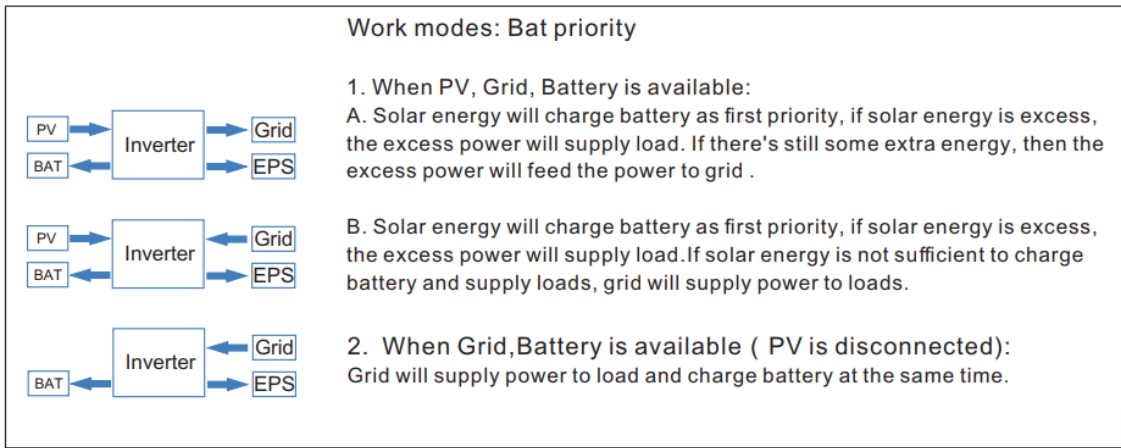 Work modes: Bat priority
1. When PV, Grid, Battery is available:
A. Solar energy will charge battery as first priority, if solar energy is excess,
the excess power will supply load. If there's still some extra energy, then the
excess power will feed the power to grid .
PV
Inverter
Grid
BAT
EPS
B. Solar energy will charge battery as first priority, if solar energy is excess,
the excess power will supply load.If solar energy is not sufficient to charge
battery and supply loads, grid will supply power to loads.
PV
Inverter
Grid
BAT
EPS
2. When Grid,Battery is available ( PV is disconnected):
Grid will supply power to load and charge battery at the same time.
Inverter
Grid
BAT
EPS